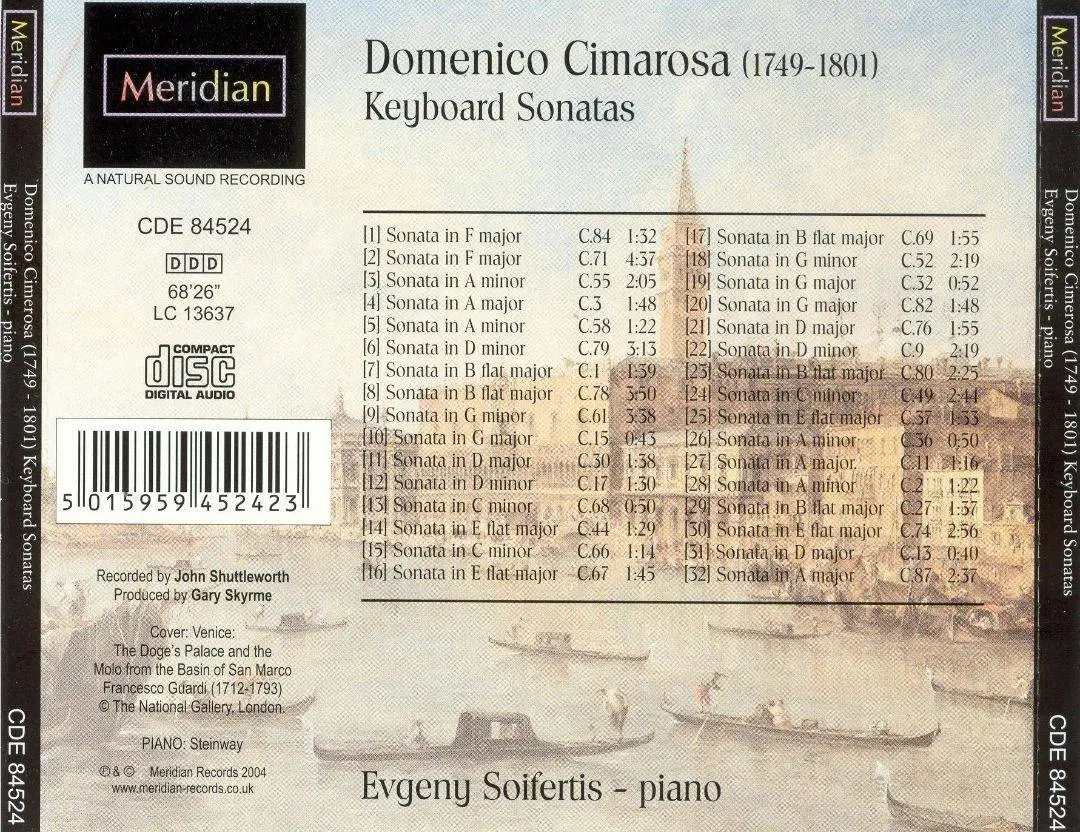 Meridian
Domenico Cimerosa (1749 - 1801) Keyboard Sonatas
Evgeny Soifertis - piano
CDE 84524
Meridian
A NATURAL SOUND RECORDING
CDE 84524
DDD
68'26”
LC 13637
COMPACT
disc
DIGITAL AUDIO
5 015959 452423
Recorded by John Shuttleworth
Produced by Gary Skyrme
Cover: Venice:
The Doge's Palace and the
Molo from the Basin of San Marco
Francesco Guardi (1712-1793)
© The National Gallery, London.
PIANO: Steinway
℗ & © Meridian Records 2004
www.meridian-records.co.uk
Domenico Cimarosa (1749-1801)
Keyboard Sonatas
[1] Sonata in F major C.84 1:32
[2] Sonata in F major C.71 4:37
[3] Sonata in A minor C.55 2:05
[4] Sonata in A major C.3 1:48
[5] Sonata in A minor C.58 1:22
[6] Sonata in D minor C.79 3:13
[7] Sonata in B flat major C.1 1:39
[8] Sonata in B flat major C.78 3:50
[9] Sonata in G minor C.61 3:38
[10] Sonata in G major C.15 0:43
[11] Sonata in D major C.30 1:38
[12] Sonata in D minor C.17 1:30
[13] Sonata in C minor C.68 0:50
[14] Sonata in E flat major C.44 1:29
[15] Sonata in C minor C.66 1:14
[16] Sonata in E flat major C.67 1:45
[17] Sonata in B flat major C.69 1:55
[18] Sonata in G minor C.52 2:19
[19] Sonata in G major C.32 0:52
[20] Sonata in G major C.82 1:48
[21] Sonata in D major C.76 1:55
[22] Sonata in D minor C.9 2:19
[23] Sonata in B flat major C.80 2:25
[24] Sonata in C minor C.49 2:44
[25] Sonata in E flat major C.37 1:33
[26] Sonata in A minor C.36 0:50
[27] Sonata in A major C.11 1:16
[28] Sonata in A minor C.2 1:22
[29] Sonata in B flat major C.27 1:37
[30] Sonata in E flat major C.74 2:56
[31] Sonata in D major C.13 0:40
[32] Sonata in A major C.87 2:37
Evgeny Soifertis - piano
Meridian
Domenico Cimerosa (1749 - 1801) Keyboard Sonatas
Evgeny Soifertis - piano
CDE 84524